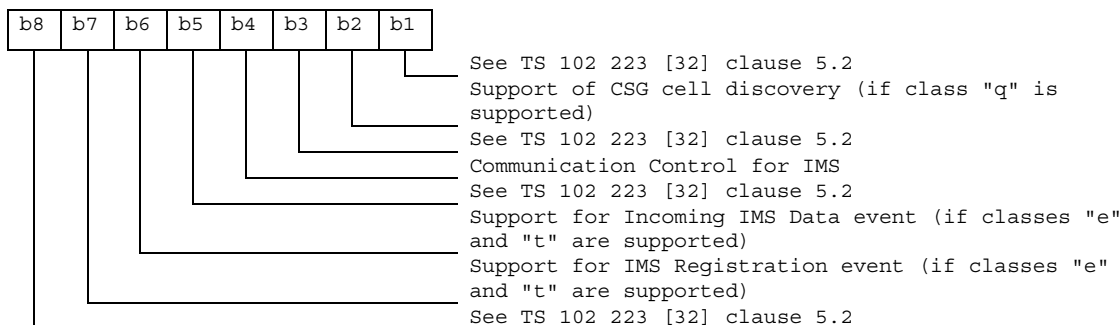 b8 b7 b6 b5 b4 b3 b2 b1
See TS 102 223 [32] clause 5.2
Support of CSG cell discovery (if class "q" is
supported)
See TS 102 223 [32] clause 5.2
Communication Control for IMS
See TS 102 223 [32] clause 5.2
Support for Incoming IMS Data event (if classes "e"
and "t" are supported)
Support for IMS Registration event (if classes "e"
and "t" are supported)
See TS 102 223 [32] clause 5.2